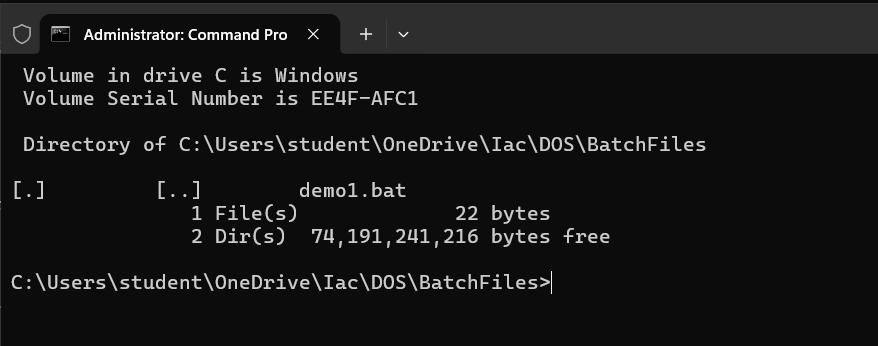 Administrator: Command Pro
Volume in drive C is Windows
Volume Serial Number is EE4F-AFC1
Directory of C:\Users\student\OneDrive\Iac\DOS\BatchFiles
[.] [..] demo1.bat
1 File(s) 22 bytes
2 Dir(s) 74,191,241,216 bytes free
C:\Users\student\OneDrive\Iac\DOS\BatchFiles>